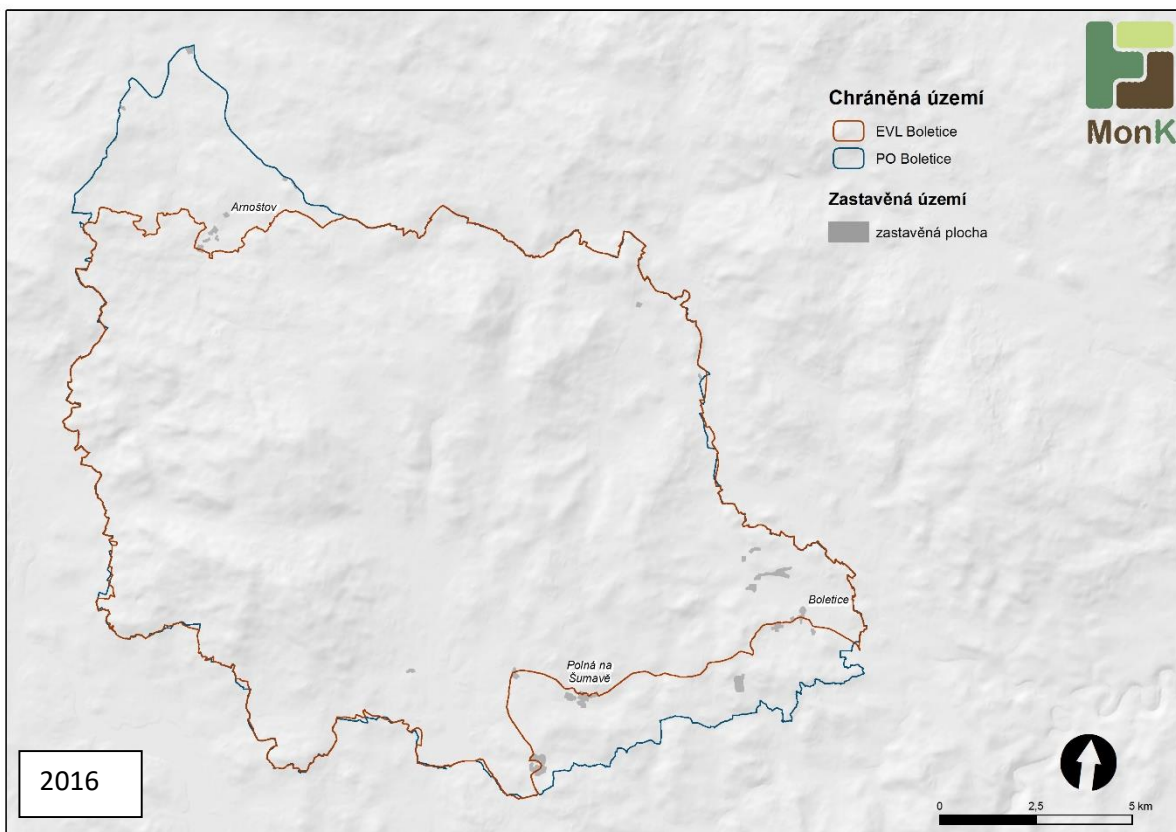 MonK
Chráněná území
EVL Boletice
PO Boletice
Zastavěná území
zastavěná plocha
Arnoštov
Boletice
Polná na
Šumavě
2016
0 2,5 5 km